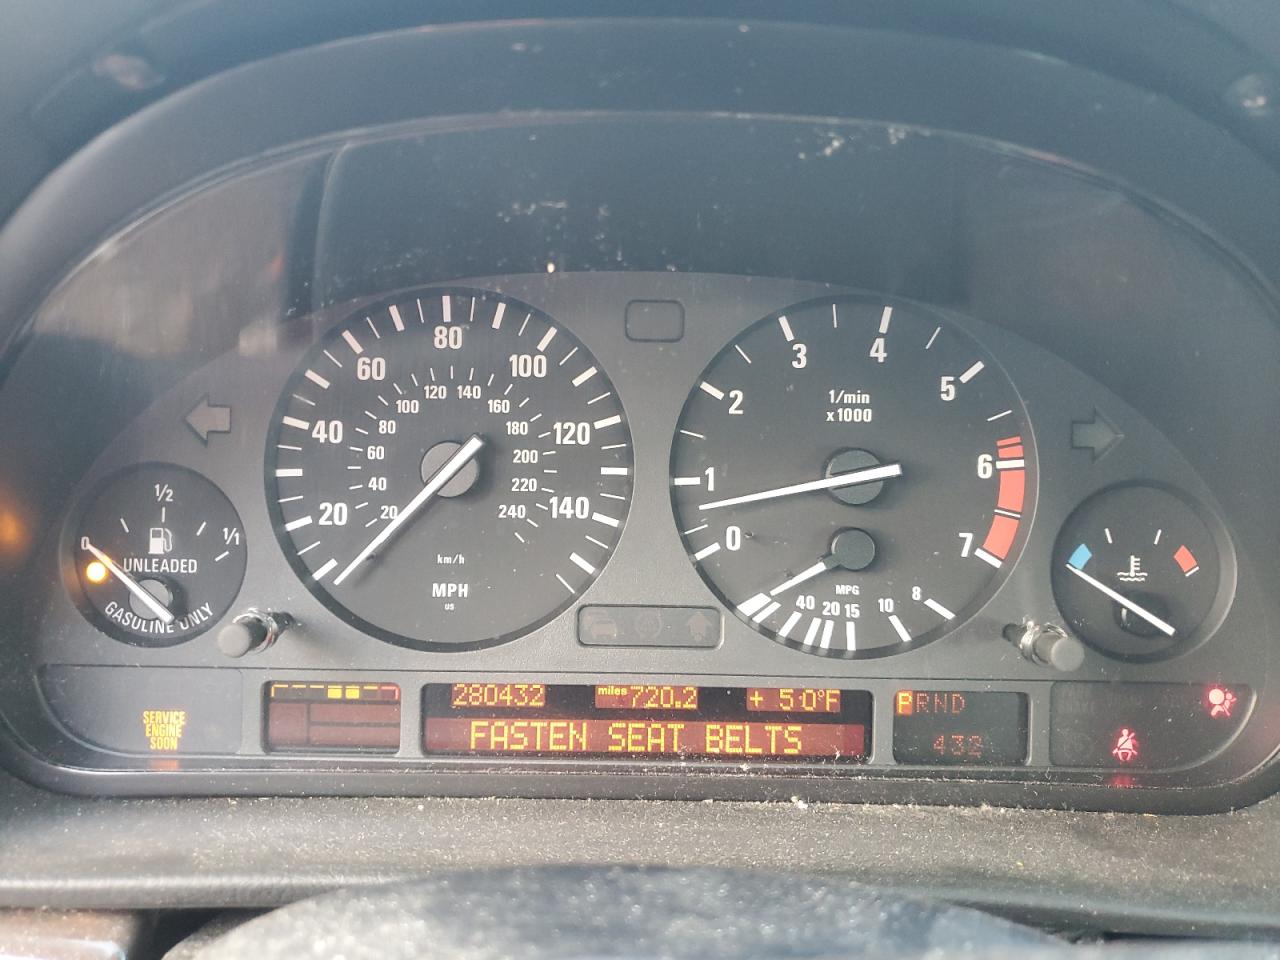 80
60
100
120 140
100
160
40
80
180
120
60
200
40
220
20
20
240
140
km/h
MPH
US
3
4
2
5
1/min
x1000
1
6
0
7
MPG
40 20 15 10 8
1/2
0
1/1
UNLEADED
GASOLINE ONLY
SERVICE
ENGINE
SOON
280432 miles 720.2
FASTEN SEAT BELTS
PRND